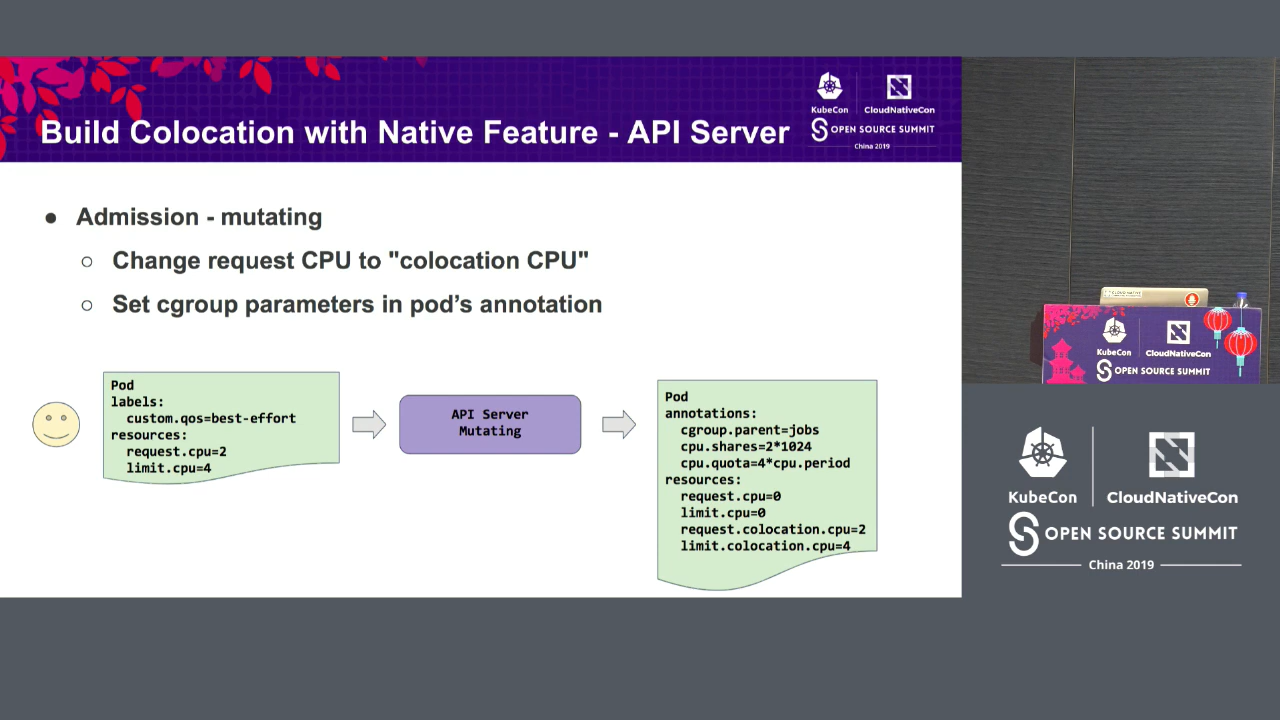 Build Colocation with Native Feature - API Server
KubeCon
CloudNativeCon
OPEN SOURCE SUMMIT
China 2019
● Admission - mutating
○ Change request CPU to "colocation CPU"
○ Set cgroup parameters in pod’s annotation
Pod
labels:
custom.qos=best-effort
resources:
request.cpu=2
limit.cpu=4
API Server
Mutating
Pod
annotations:
cgroup.parent=jobs
cpu.shares=2*1024
cpu.quota=4*cpu.period
resources:
request.cpu=0
limit.cpu=0
request.colocation.cpu=2
limit.colocation.cpu=4
KubeCon
CloudNativeCon
OPEN SOURCE SUMMIT
KubeCon
CloudNativeCon
OPEN SOURCE SUMMIT
China 2019